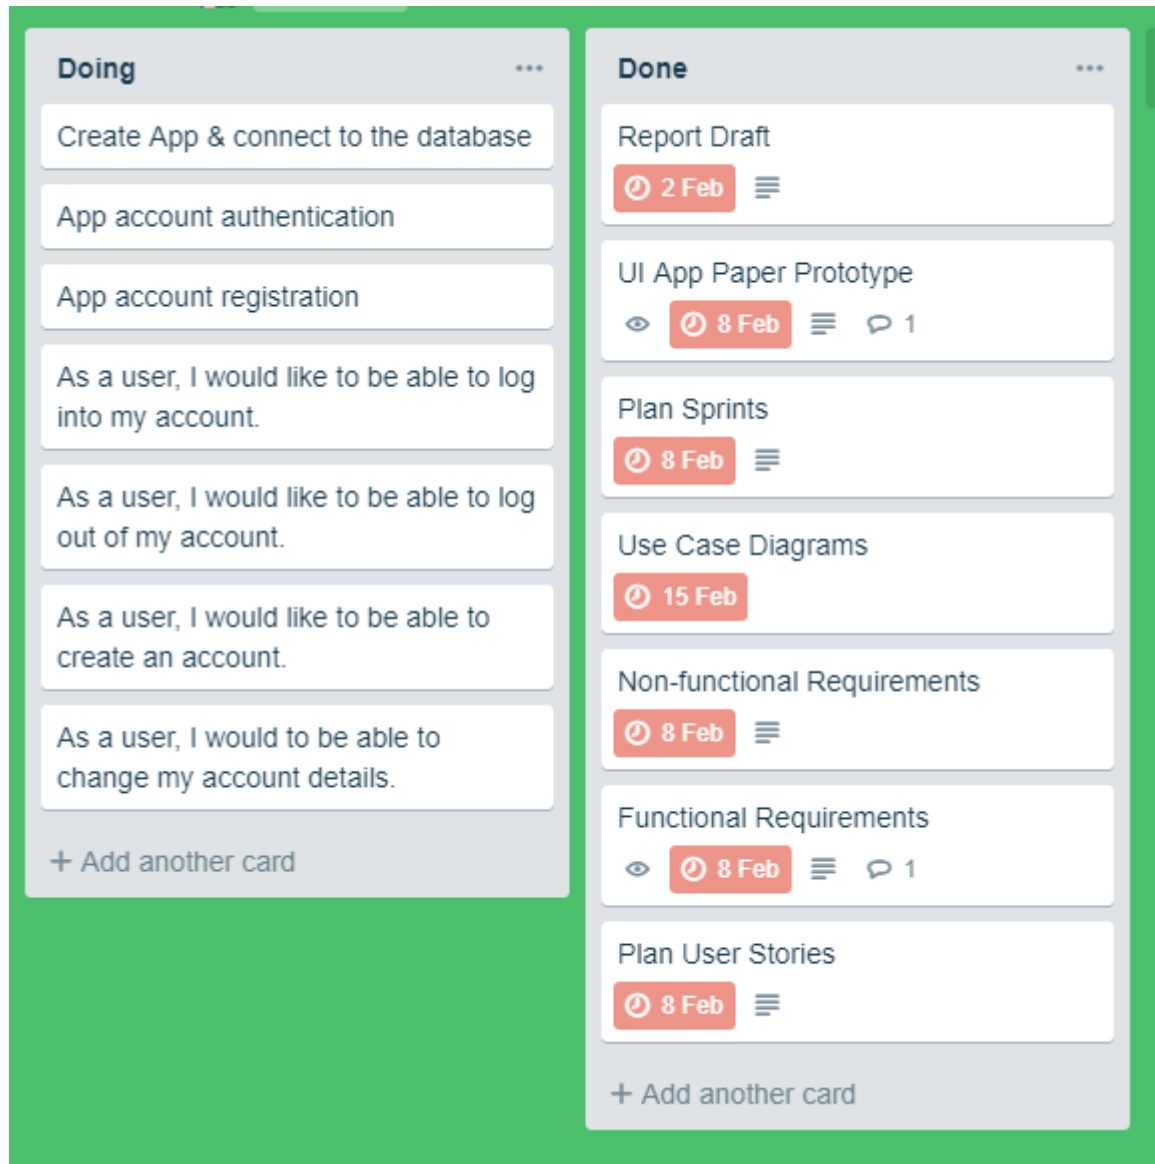 Doing
Create App & connect to the database
App account authentication
App account registration
As a user, I would like to be able to log
into my account.
As a user, I would like to be able to log
out of my account.
As a user, I would like to be able to
create an account.
As a user, I would to be able to
change my account details.
+ Add another card
Done
Report Draft
2 Feb
UI App Paper Prototype
8 Feb 1
Plan Sprints
8 Feb
Use Case Diagrams
15 Feb
Non-functional Requirements
8 Feb
Functional Requirements
8 Feb 1
Plan User Stories
8 Feb
+ Add another card